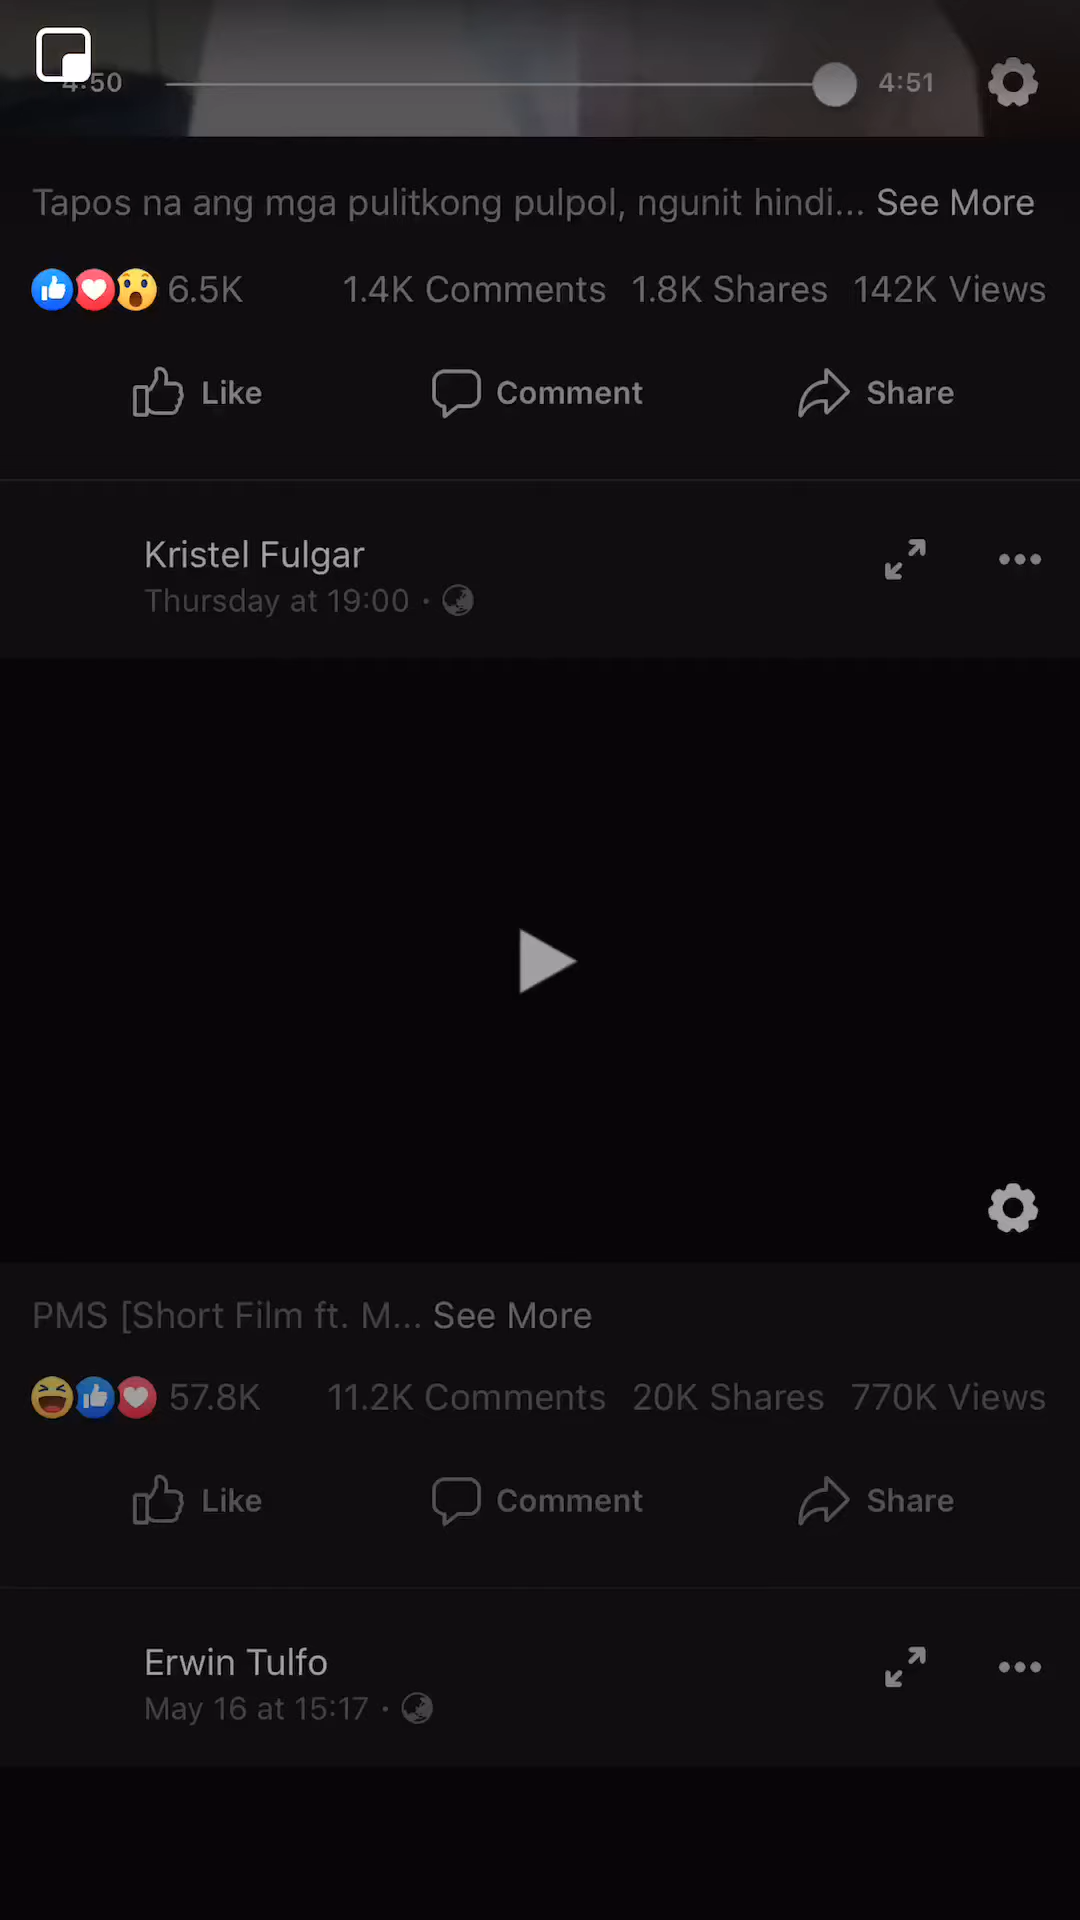 4:50 4:51
Tapos na ang mga pulitkong pulpol, ngunit hindi... See More
6.5K 1.4K Comments 1.8K Shares 142K Views
Like Comment Share
Kristel Fulgar
Thursday at 19:00 ·
PMS [Short Film ft. M... See More
57.8K 11.2K Comments 20K Shares 770K Views
Like Comment Share
Erwin Tulfo
May 16 at 15:17 ·